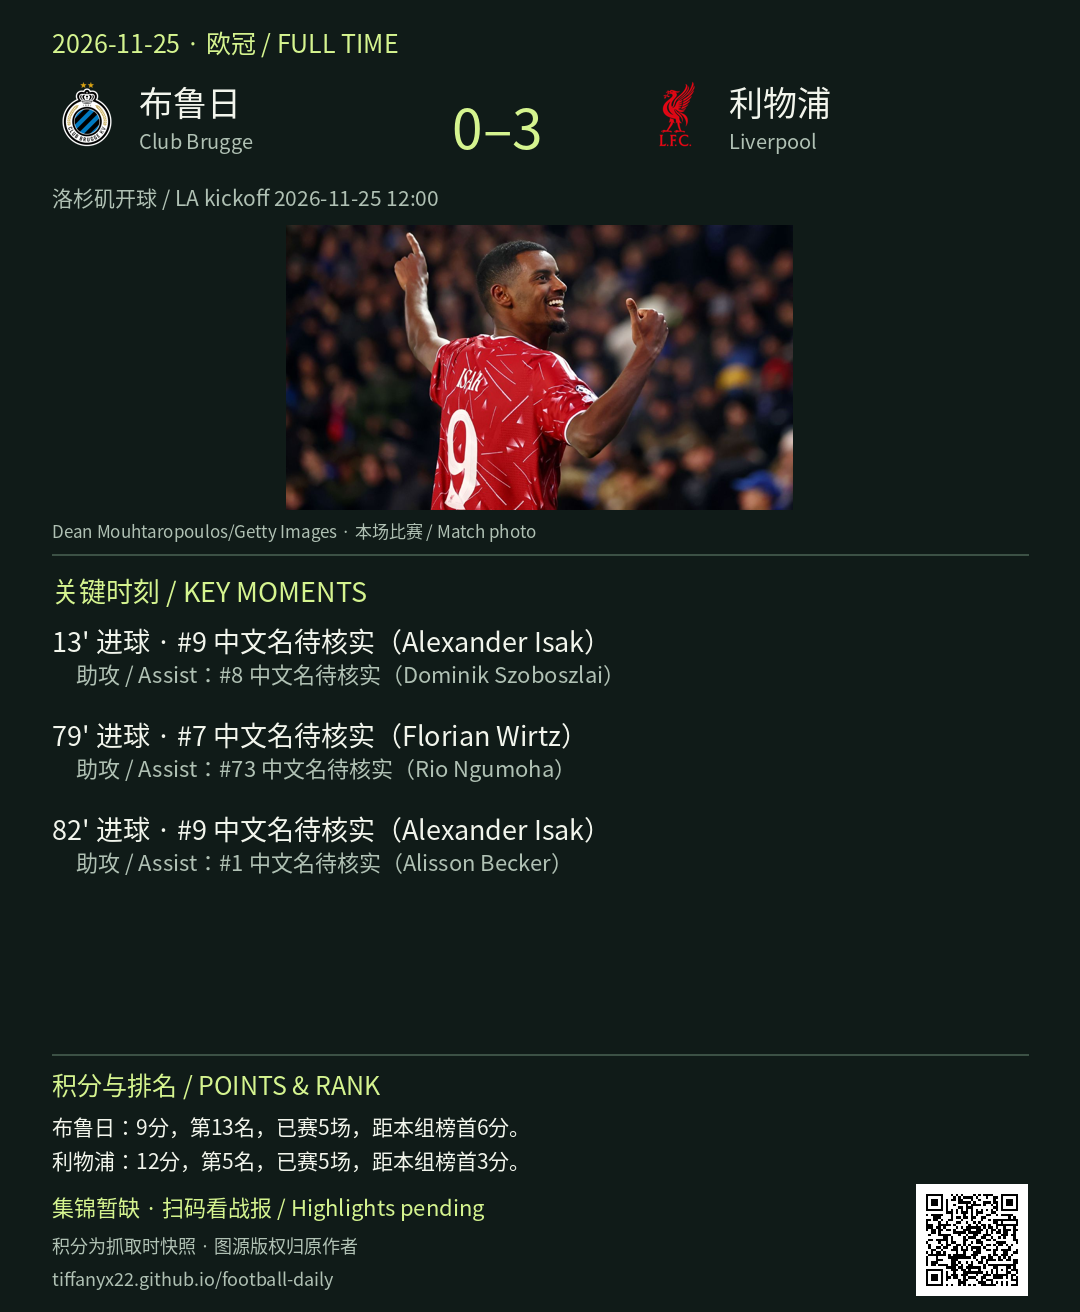 2026-11-25 · 欧冠 / FULL TIME
布鲁日
Club Brugge
0–3
利物浦
Liverpool
L.F.C.
洛杉矶开球 / LA kickoff 2026-11-25 12:00
ISAK
9
Dean Mouhtaropoulos/Getty Images · 本场比赛 / Match photo
关键时刻 / KEY MOMENTS
13' 进球 · #9 中文名待核实（Alexander Isak）
助攻 / Assist：#8 中文名待核实（Dominik Szoboszlai）
79' 进球 · #7 中文名待核实（Florian Wirtz）
助攻 / Assist：#73 中文名待核实（Rio Ngumoha）
82' 进球 · #9 中文名待核实（Alexander Isak）
助攻 / Assist：#1 中文名待核实（Alisson Becker）
积分与排名 / POINTS & RANK
布鲁日：9分，第13名，已赛5场，距本组榜首6分。
利物浦：12分，第5名，已赛5场，距本组榜首3分。
集锦暂缺 · 扫码看战报 / Highlights pending
积分为抓取时快照 · 图源版权归原作者
tiffanyx22.github.io/football-daily